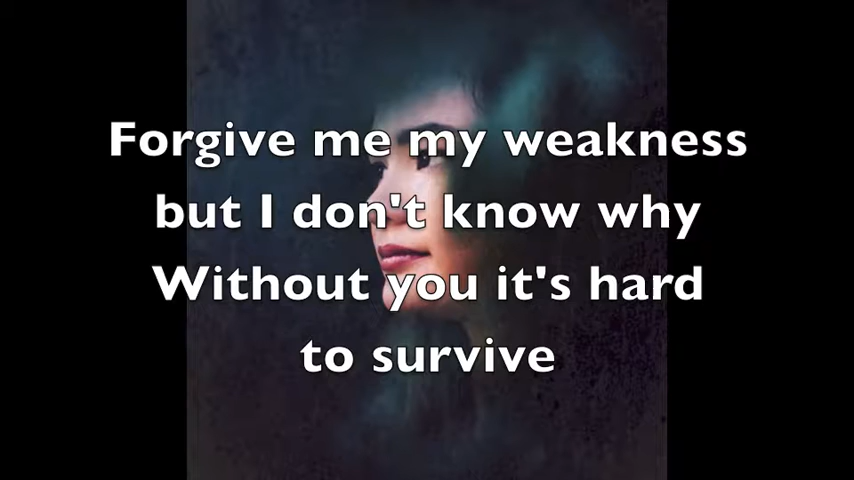 Forgive me my weakness
but I don't know why
Without you it's hard
to survive